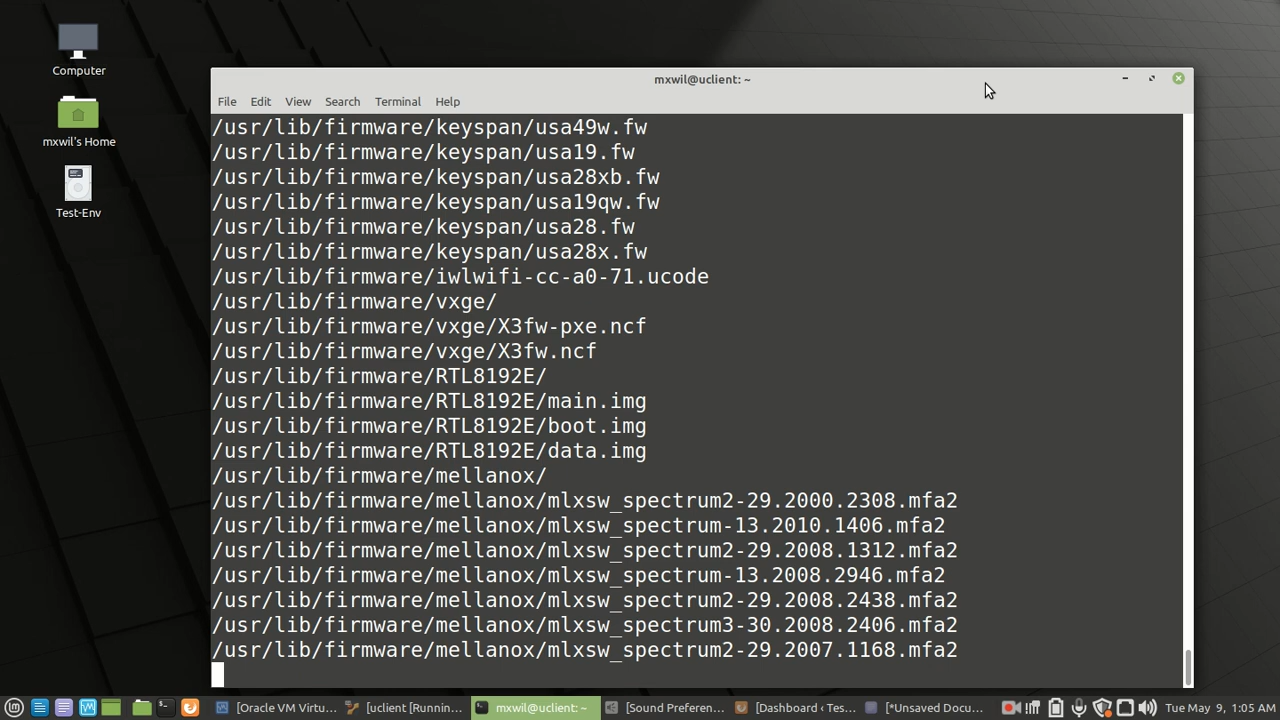 Computer
mxwil's Home
Test-Env
mxwil@uclient: ~
File Edit View Search Terminal Help
/usr/lib/firmware/keyspan/usa49w.fw
/usr/lib/firmware/keyspan/usa19.fw
/usr/lib/firmware/keyspan/usa28xb.fw
/usr/lib/firmware/keyspan/usa19qw.fw
/usr/lib/firmware/keyspan/usa28.fw
/usr/lib/firmware/keyspan/usa28x.fw
/usr/lib/firmware/iwlwifi-cc-a0-71.ucode
/usr/lib/firmware/vxge/
/usr/lib/firmware/vxge/X3fw-pxe.ncf
/usr/lib/firmware/vxge/X3fw.ncf
/usr/lib/firmware/RTL8192E/
/usr/lib/firmware/RTL8192E/main.img
/usr/lib/firmware/RTL8192E/boot.img
/usr/lib/firmware/RTL8192E/data.img
/usr/lib/firmware/mellanox/
/usr/lib/firmware/mellanox/mlxsw_spectrum2-29.2000.2308.mfa2
/usr/lib/firmware/mellanox/mlxsw_spectrum-13.2010.1406.mfa2
/usr/lib/firmware/mellanox/mlxsw_spectrum2-29.2008.1312.mfa2
/usr/lib/firmware/mellanox/mlxsw_spectrum-13.2008.2946.mfa2
/usr/lib/firmware/mellanox/mlxsw_spectrum2-29.2008.2438.mfa2
/usr/lib/firmware/mellanox/mlxsw_spectrum3-30.2008.2406.mfa2
/usr/lib/firmware/mellanox/mlxsw_spectrum2-29.2007.1168.mfa2
[Oracle VM Virtu... [uclient [Runnin... mxwil@uclient: ~ [Sound Preferen... [Dashboard ‹ Tes... [*Unsaved Docu... Tue May 9, 1:05 AM